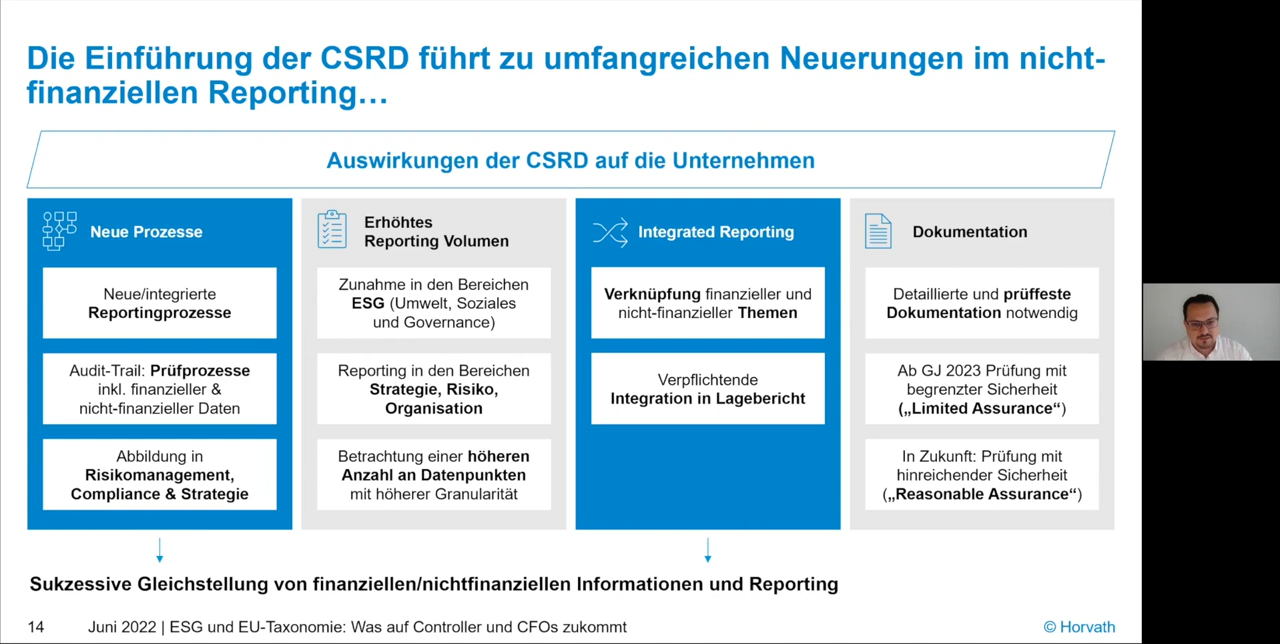 Die Einführung der CSRD führt zu umfangreichen Neuerungen im nicht-
finanziellen Reporting…
Auswirkungen der CSRD auf die Unternehmen
Neue Prozesse
Neue/integrierte
Reportingprozesse
Audit-Trail: Prüfprozesse
inkl. finanzieller &
nicht-finanzieller Daten
Abbildung in
Risikomanagement,
Compliance & Strategie
Erhöhtes
Reporting Volumen
Zunahme in den Bereichen
ESG (Umwelt, Soziales
und Governance)
Reporting in den Bereichen
Strategie, Risiko,
Organisation
Betrachtung einer höheren
Anzahl an Datenpunkten
mit höherer Granularität
Integrated Reporting
Verknüpfung finanzieller und
nicht-finanzieller Themen
Verpflichtende
Integration in Lagebericht
Dokumentation
Detaillierte und prüffeste
Dokumentation notwendig
Ab GJ 2023 Prüfung mit
begrenzter Sicherheit
(„Limited Assurance“)
In Zukunft: Prüfung mit
hinreichender Sicherheit
(„Reasonable Assurance“)
Sukzessive Gleichstellung von finanziellen/nichtfinanziellen Informationen und Reporting
14 Juni 2022 | ESG und EU-Taxonomie: Was auf Controller und CFOs zukommt © Horvath